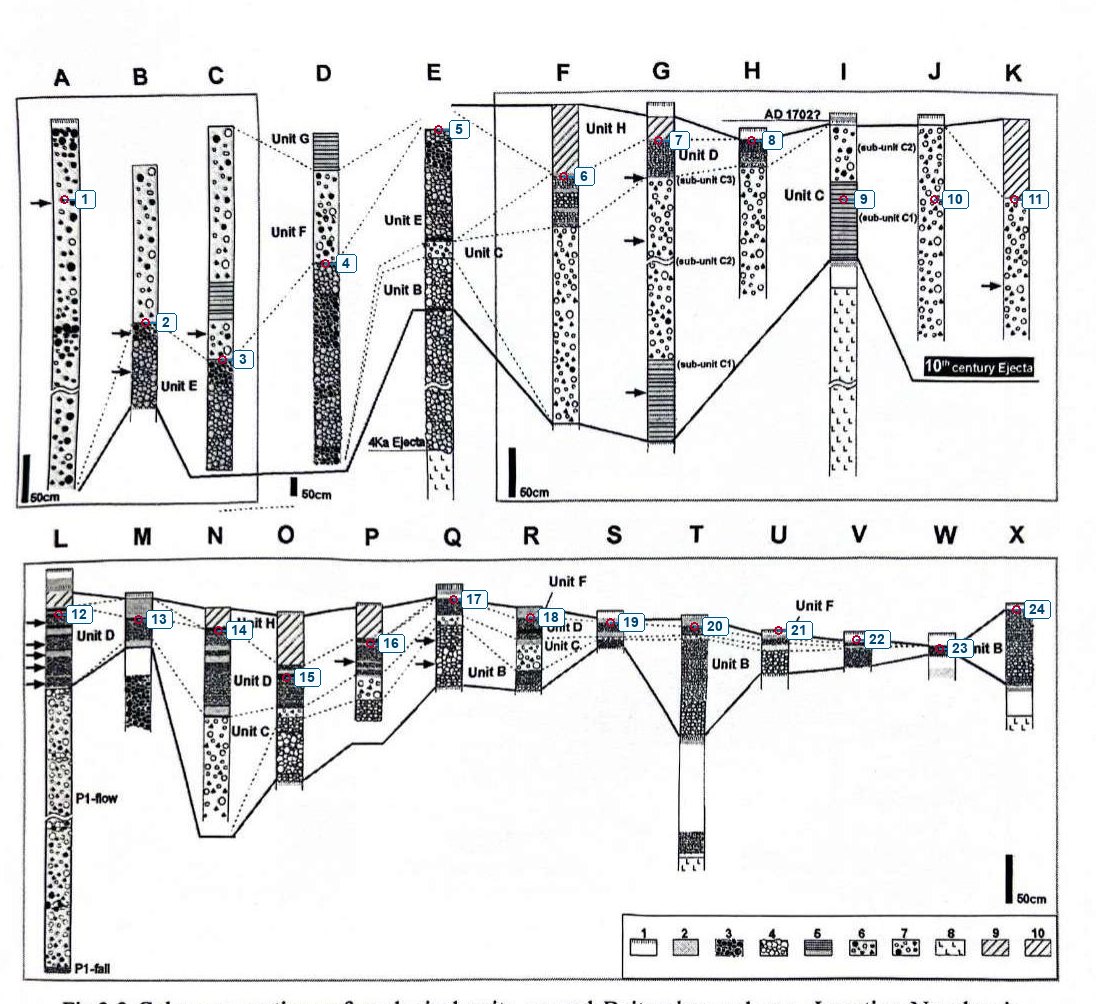 A B C D E F G H I J K
AD 1702?
Unit G
Unit H
(sub-unit C2)
7
8
5
Unit D
6
(sub-unit C3)
1
Unit C
9
10
11
Unit E
(sub-unit C1)
Unit F
Unit C
4
(sub-unit C2)
Unit B
2
3
(sub-unit C1)
10th century Ejecta
Unit E
4Ka Ejecta
50cm
50cm
50cm
L M N O P Q R S T U V W X
Unit F
17
24
Unit F
12
13
18
19
20
21
14
Unit H
Unit D
22
Unit D
16
Unit C
23
Unit B
Unit B
Unit B
15
Unit D
Unit C
P1-flow
50cm
1 2 3 4 5 6 7 8 9 10
P1-fall